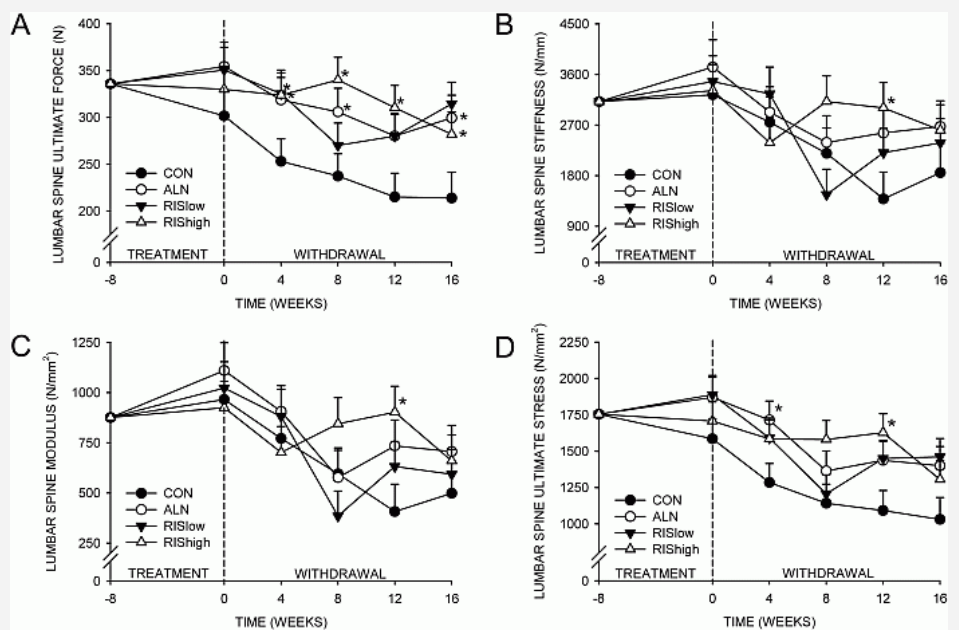 A
LUMBAR SPINE ULTIMATE FORCE (N)
400
350
300
250
200
0
CON
ALN
RISlow
RIShigh
* * * * * * *
TREATMENT
WITHDRAWAL
-8 0 4 8 12 16
TIME (WEEKS)
B
LUMBAR SPINE STIFFNESS (N/mm)
4500
3600
2700
1800
900
0
CON
ALN
RISlow
RIShigh
*
TREATMENT
WITHDRAWAL
-8 0 4 8 12 16
TIME (WEEKS)
C
LUMBAR SPINE MODULUS (N/mm²)
1250
1000
750
500
250
0
CON
ALN
RISlow
RIShigh
*
TREATMENT
WITHDRAWAL
-8 0 4 8 12 16
TIME (WEEKS)
D
LUMBAR SPINE ULTIMATE STRESS (N/mm²)
2250
2000
1750
1500
1250
1000
0
CON
ALN
RISlow
RIShigh
* *
TREATMENT
WITHDRAWAL
-8 0 4 8 12 16
TIME (WEEKS)